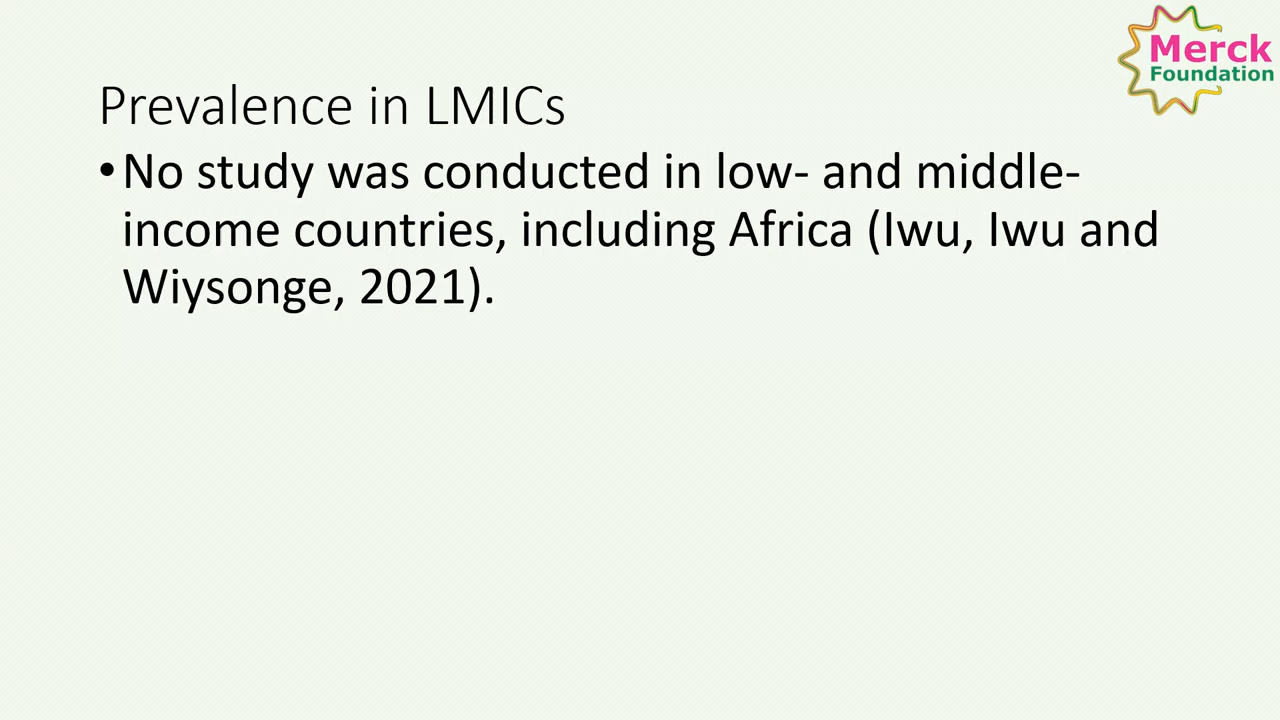 Merck
Foundation
Prevalence in LMICs
•No study was conducted in low- and middle-
income countries, including Africa (Iwu, Iwu and
Wiysonge, 2021).